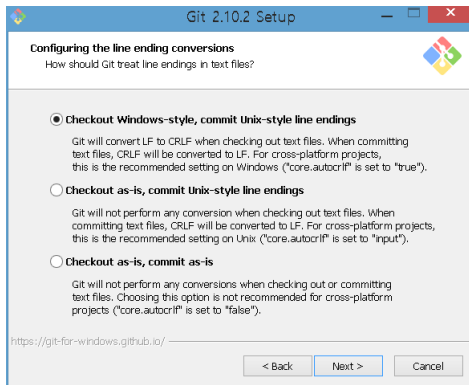 Git 2.10.2 Setup
Configuring the line ending conversions
How should Git treat line endings in text files?
Checkout Windows-style, commit Unix-style line endings
Git will convert LF to CRLF when checking out text files. When committing
text files, CRLF will be converted to LF. For cross-platform projects,
this is the recommended setting on Windows ("core.autocrlf" is set to "true").
Checkout as-is, commit Unix-style line endings
Git will not perform any conversion when checking out text files. When
committing text files, CRLF will be converted to LF. For cross-platform projects,
this is the recommended setting on Unix ("core.autocrlf" is set to "input").
Checkout as-is, commit as-is
Git will not perform any conversions when checking out or committing
text files. Choosing this option is not recommended for cross-platform
projects ("core.autocrlf" is set to "false").
https://git-for-windows.github.io/
< Back
Next >
Cancel